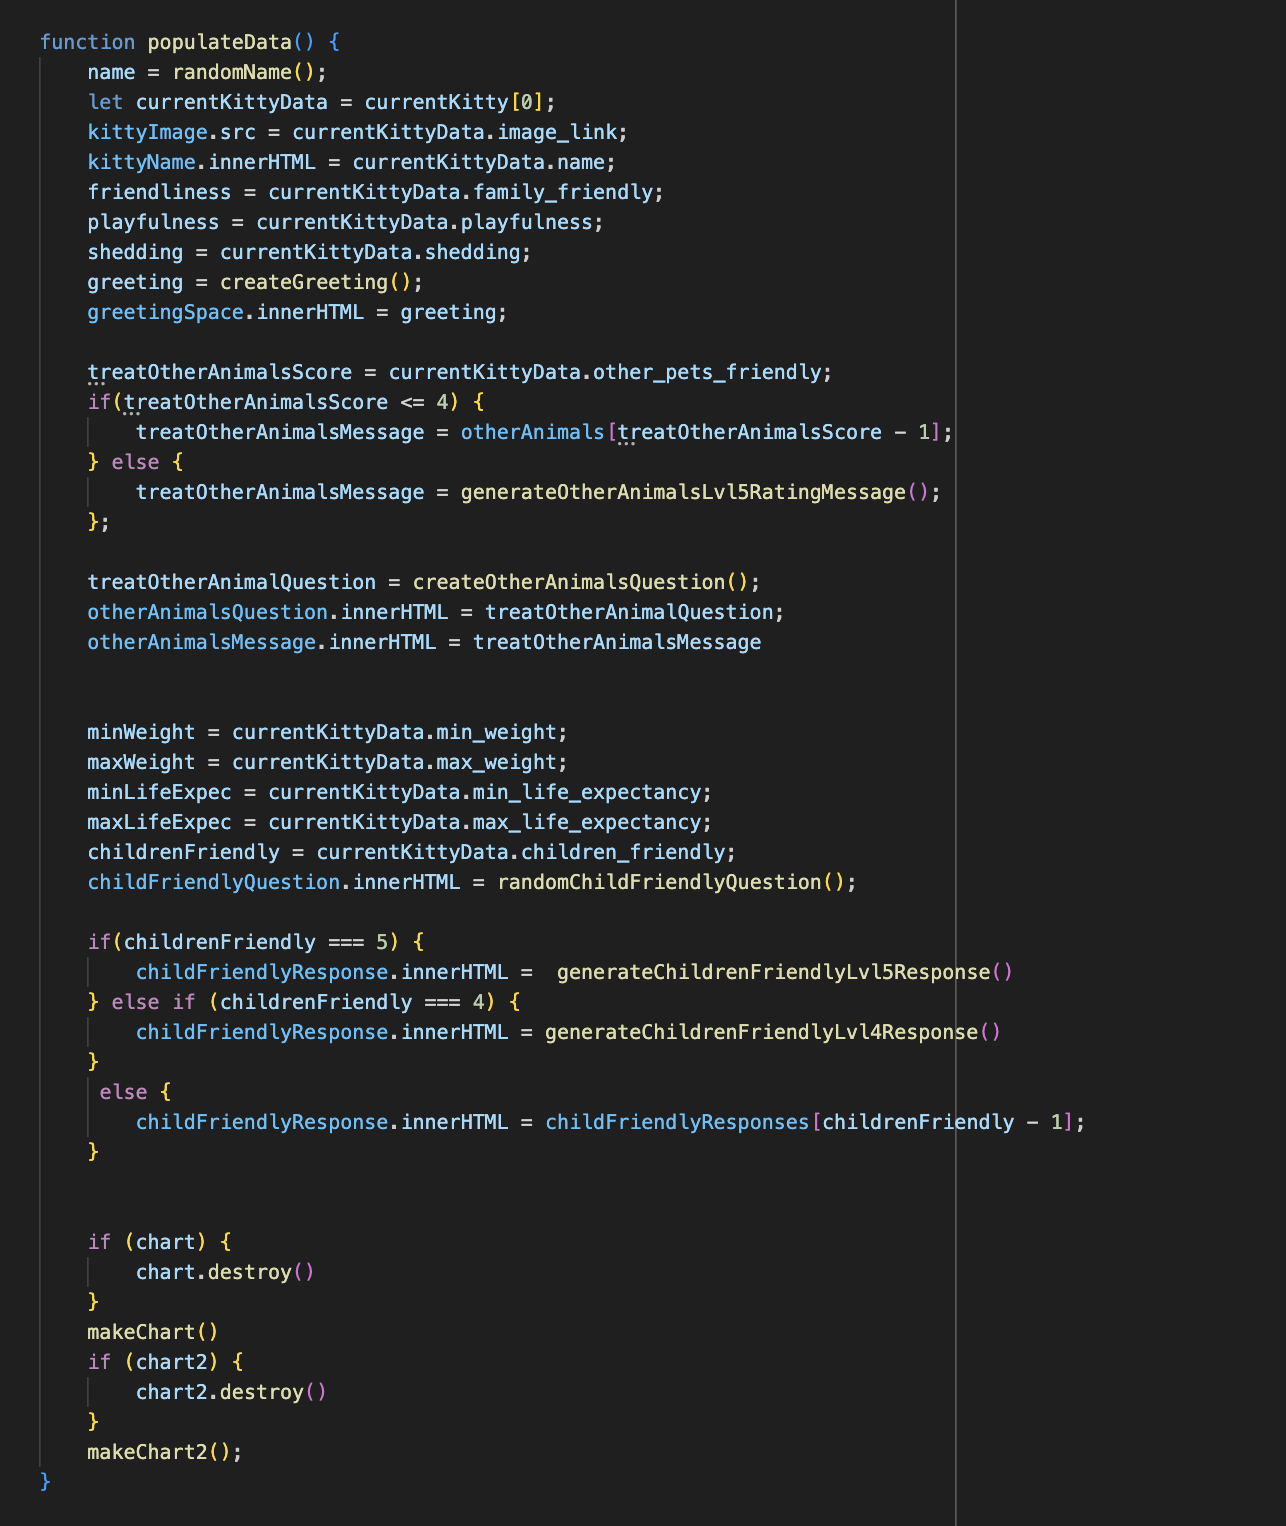 function populateData() {
    name = randomName();
    let currentKittyData = currentKitty[0];
    kittyImage.src = currentKittyData.image_link;
    kittyName.innerHTML = currentKittyData.name;
    friendliness = currentKittyData.family_friendly;
    playfulness = currentKittyData.playfulness;
    shedding = currentKittyData.shedding;
    greeting = createGreeting();
    greetingSpace.innerHTML = greeting;

    treatOtherAnimalsScore = currentKittyData.other_pets_friendly;
    if(treatOtherAnimalsScore <= 4) {
        treatOtherAnimalsMessage = otherAnimals[treatOtherAnimalsScore - 1];
    } else {
        treatOtherAnimalsMessage = generateOtherAnimalsLvl5RatingMessage();
    };

    treatOtherAnimalQuestion = createOtherAnimalsQuestion();
    otherAnimalsQuestion.innerHTML = treatOtherAnimalQuestion;
    otherAnimalsMessage.innerHTML = treatOtherAnimalsMessage


    minWeight = currentKittyData.min_weight;
    maxWeight = currentKittyData.max_weight;
    minLifeExpec = currentKittyData.min_life_expectancy;
    maxLifeExpec = currentKittyData.max_life_expectancy;
    childrenFriendly = currentKittyData.children_friendly;
    childFriendlyQuestion.innerHTML = randomChildFriendlyQuestion();

    if(childrenFriendly === 5) {
        childFriendlyResponse.innerHTML =  generateChildrenFriendlyLvl5Response()
    } else if (childrenFriendly === 4) {
        childFriendlyResponse.innerHTML = generateChildrenFriendlyLvl4Response()
    }
     else {
        childFriendlyResponse.innerHTML = childFriendlyResponses[childrenFriendly - 1];
    }


    if (chart) {
        chart.destroy()
    }
    makeChart()
    if (chart2) {
        chart2.destroy()
    }
    makeChart2();
}